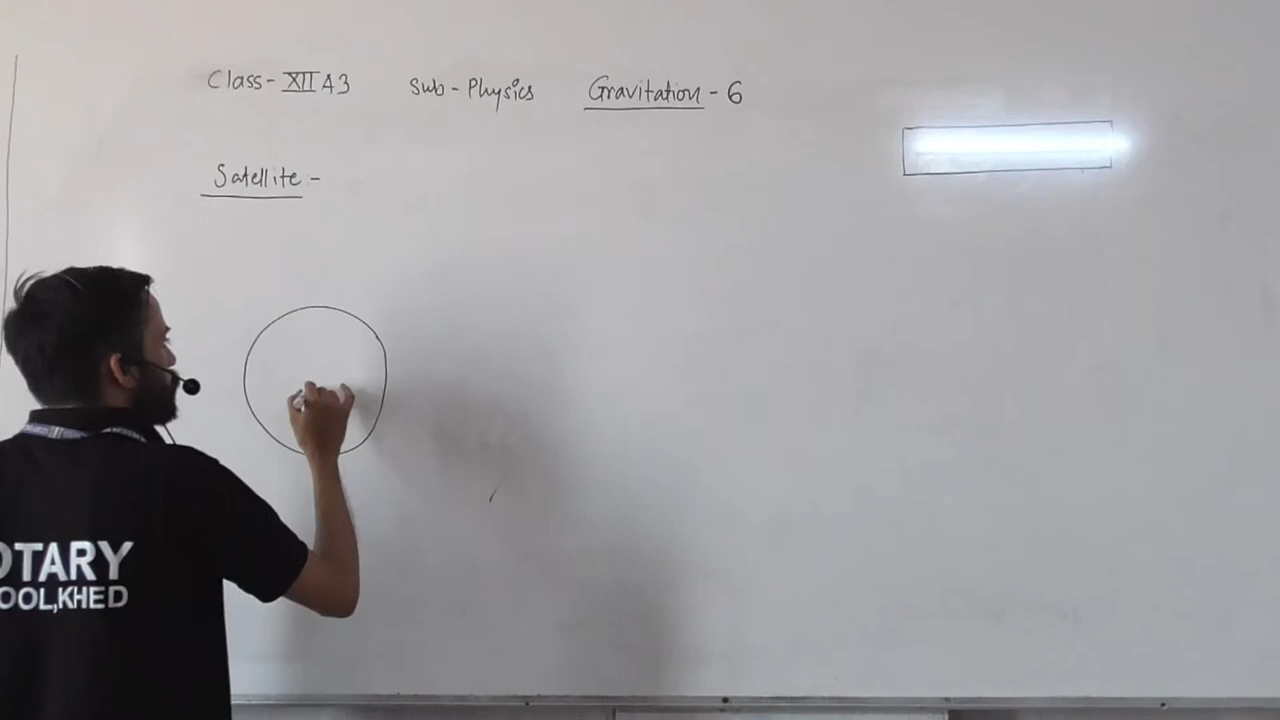 Class - XII A3 Sub - Physics Gravitation - 6
Satellite -
OTARY
OOL,KHED